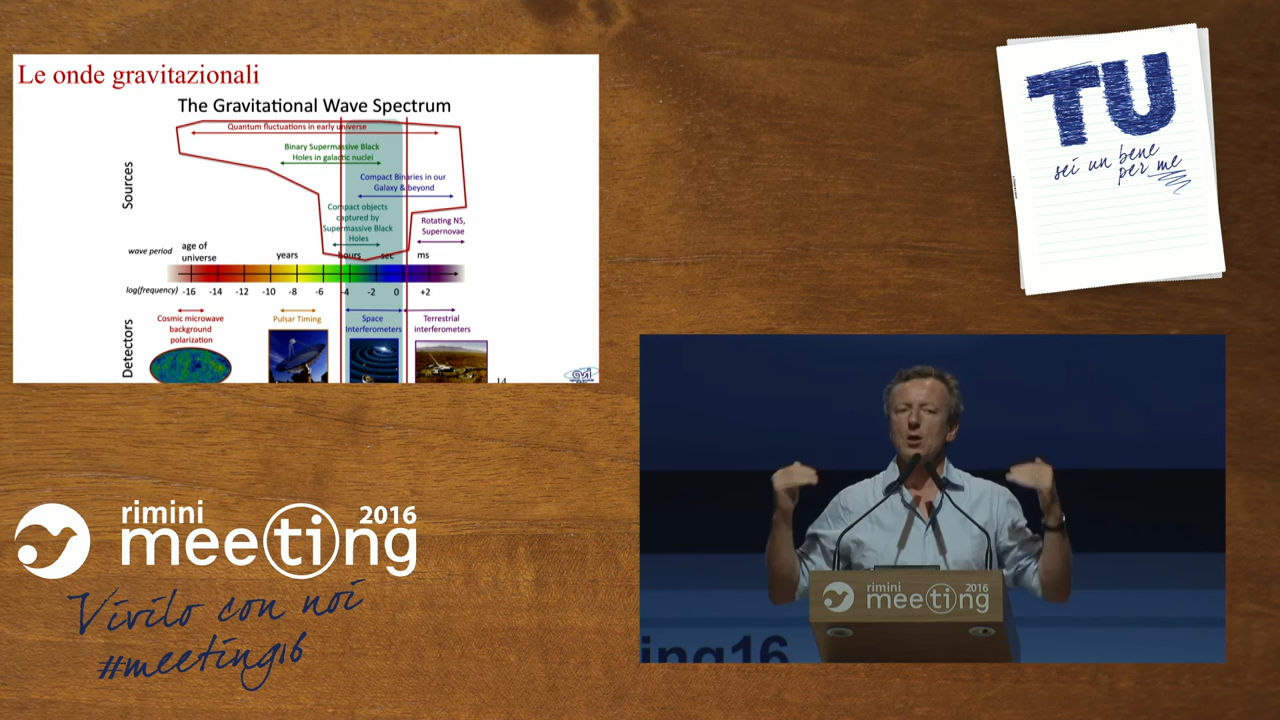 Le onde gravitazionali
The Gravitational Wave Spectrum
Quantum fluctuations in early universe
Binary Supermassive Black
Holes in galactic nuclei
Compact Binaries in our
Galaxy & beyond
Compact objects
captured by
Supermassive Black
Holes
Rotating NS,
Supernovae
Sources
wave period
age of
universe
years
hours
sec
ms
log(frequency)
-16 -14 -12 -10 -8 -6 -4 -2 0 +2
Detectors
Cosmic microwave
background
polarization
Pulsar Timing
Space
Interferometers
Terrestrial
interferometers
14
TU
sei un bene
per me
rimini
meeting
2016
Vivilo con noi
#meeting16
rimini
meeting
2016
ing16